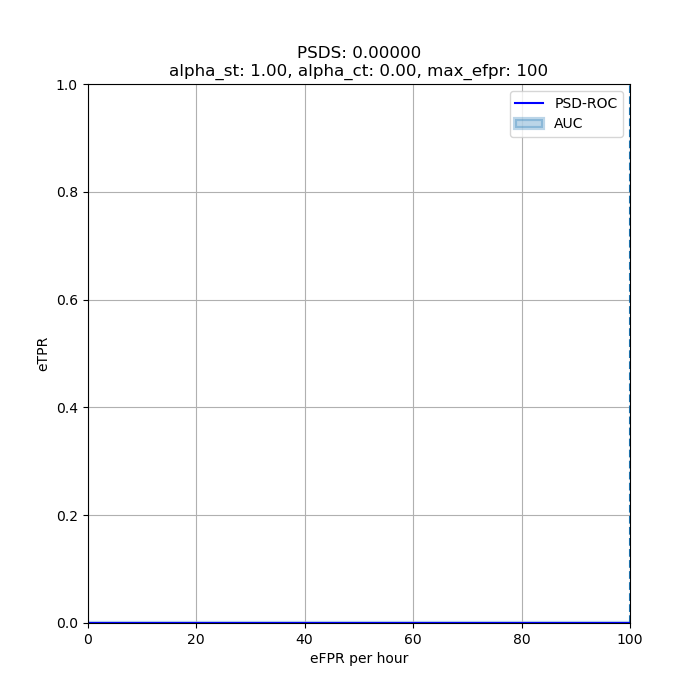 PSDS: 0.00000
alpha_st: 1.00, alpha_ct: 0.00, max_efpr: 100
PSD-ROC
AUC
eTPR
1.0
0.8
0.6
0.4
0.2
0.0
0 20 40 60 80 100
eFPR per hour